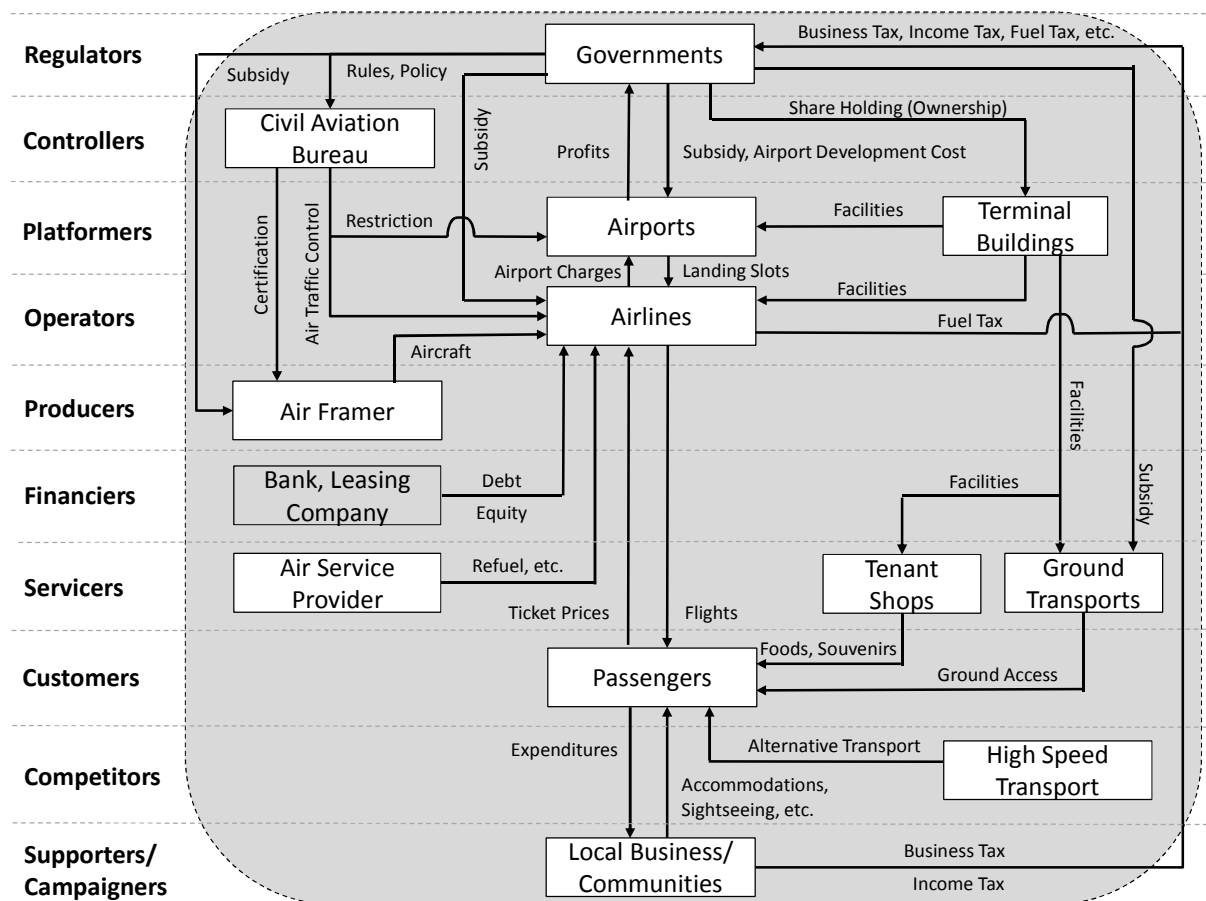 Regulators
Governments
Business Tax, Income Tax, Fuel Tax, etc.
Subsidy
Rules, Policy
Controllers
Civil Aviation
Bureau
Subsidy
Profits
Share Holding (Ownership)
Subsidy, Airport Development Cost
Platformers
Certification
Air Traffic Control
Restriction
Airports
Facilities
Terminal
Buildings
Airport Charges
Landing Slots
Operators
Airlines
Facilities
Fuel Tax
Aircraft
Producers
Air Framer
Facilities
Financiers
Bank, Leasing
Company
Debt
Equity
Facilities
Subsidy
Servicers
Air Service
Provider
Refuel, etc.
Tenant
Shops
Ground
Transports
Ticket Prices
Flights
Customers
Passengers
Foods, Souvenirs
Ground Access
Competitors
Expenditures
Alternative Transport
High Speed
Transport
Accommodations,
Sightseeing, etc.
Supporters/
Campaigners
Local Business/
Communities
Business Tax
Income Tax